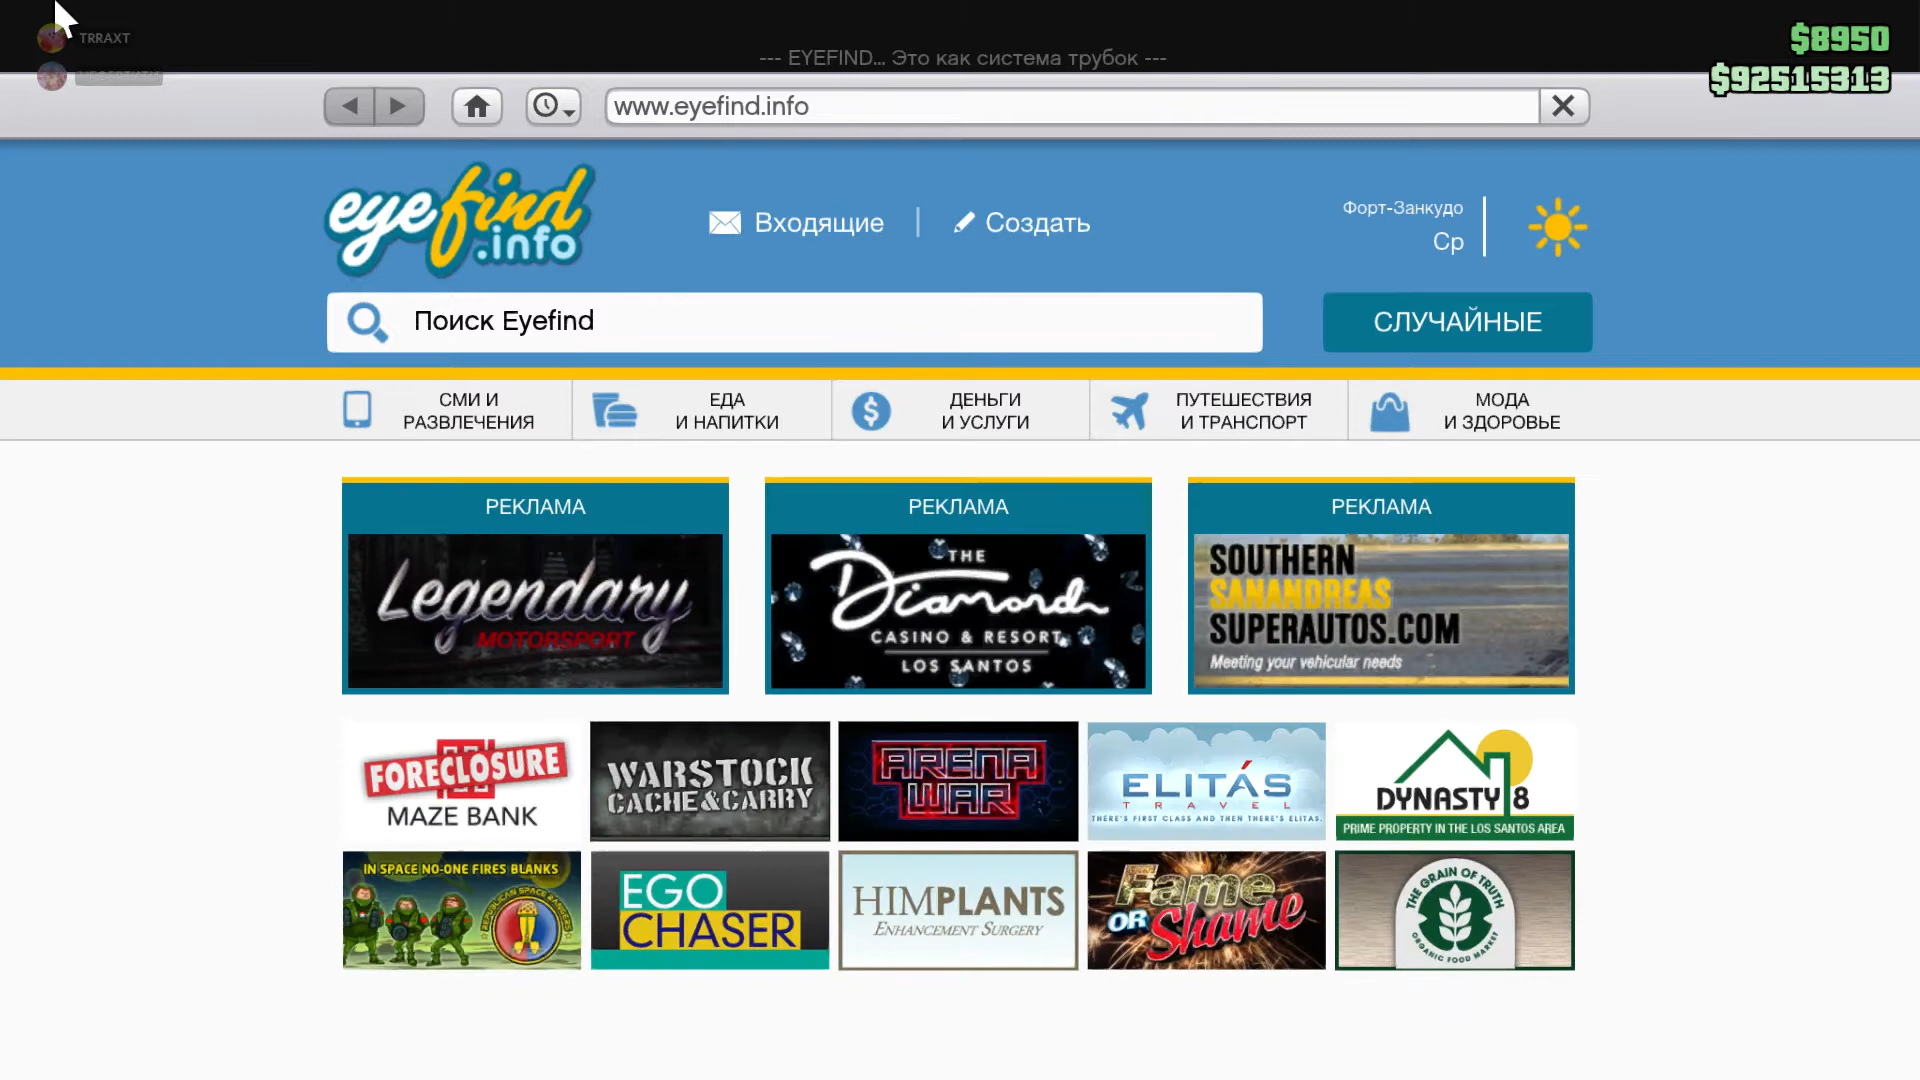 TRRAXT
--- EYEFIND... Это как система трубок ---
$8950
$92515313
www.eyefind.info
eyefind
.info
Входящие
Создать
Форт-Занкудо
Ср
Поиск Eyefind
СЛУЧАЙНЫЕ
СМИ И
РАЗВЛЕЧЕНИЯ
ЕДА
И НАПИТКИ
ДЕНЬГИ
И УСЛУГИ
ПУТЕШЕСТВИЯ
И ТРАНСПОРТ
МОДА
И ЗДОРОВЬЕ
РЕКЛАМА
Legendary
MOTORSPORT
РЕКЛАМА
THE
Diamond
CASINO & RESORT
LOS SANTOS
РЕКЛАМА
SOUTHERN
SANANDREAS
SUPERAUTOS.COM
Meeting your vehicular needs
FORECLOSURE
MAZE BANK
WARSTOCK
CACHE&CARRY
ARENA
WAR
ELITÁS
TRAVEL
THERE'S FIRST CLASS AND THEN THERE'S ELITAS.
DYNASTY 8
PRIME PROPERTY IN THE LOS SANTOS AREA
IN SPACE NO-ONE FIRES BLANKS
REPUBLICAN SPACE RANGERS
EGO
CHASER
HIMPLANTS
ENHANCEMENT SURGERY
Fame
OR Shame
THE GRAIN OF TRUTH
ORGANIC FOOD MARKET